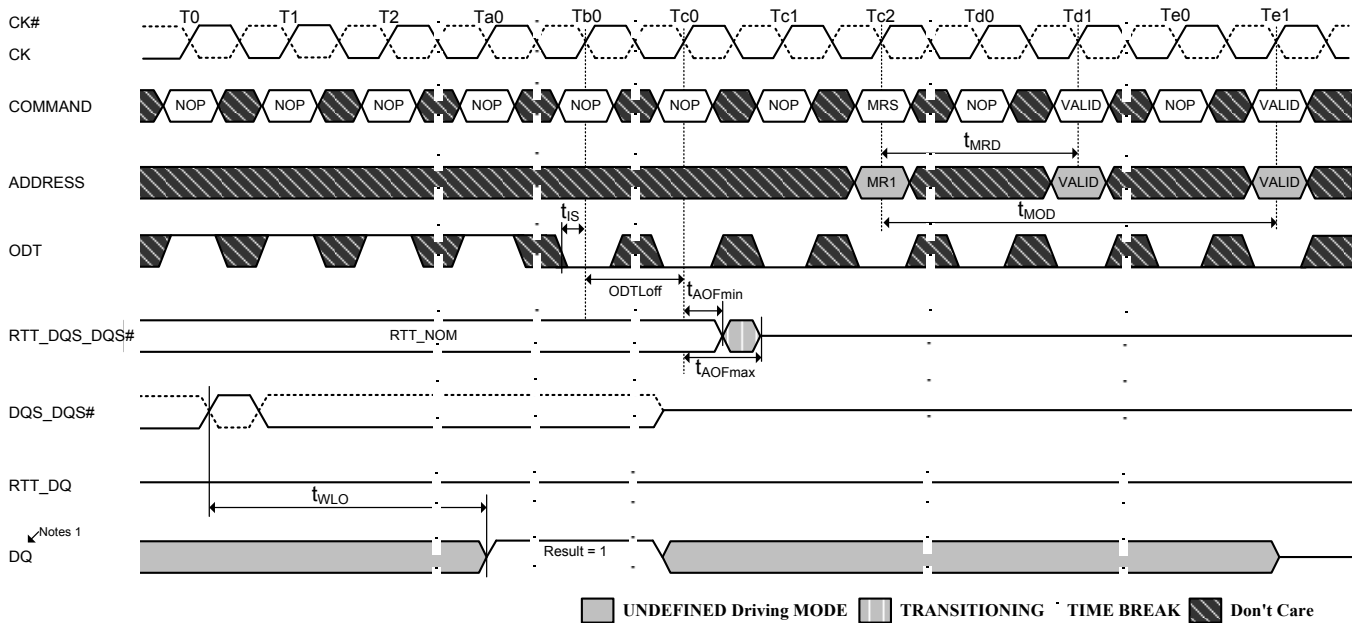 T0 T1 T2 Ta0 Tb0 Tc0 Tc1 Tc2 Td0 Td1 Te0 Te1
CK#
CK
COMMAND NOP NOP NOP NOP NOP NOP NOP MRS NOP VALID NOP VALID
tMRD
ADDRESS MR1 VALID VALID
tIS tMOD
ODT
ODTLoff tAOFmin
RTT_DQS_DQS# RTT_NOM
tAOFmax
DQS_DQS#
RTT_DQ
tWLO
Notes 1
DQ Result = 1
UNDEFINED Driving MODE TRANSITIONING TIME BREAK Don't Care